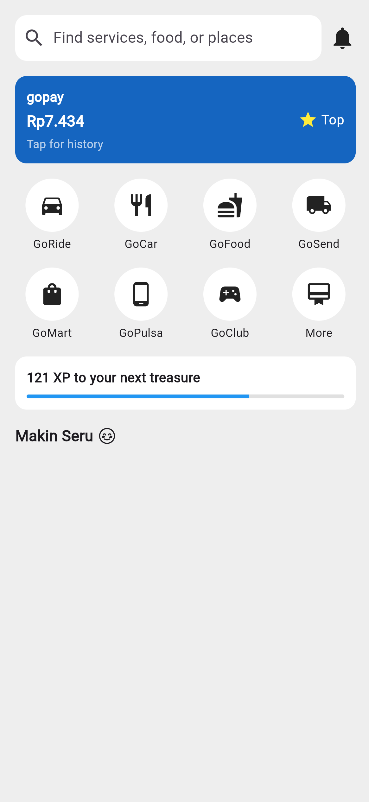 Find services, food, or places
gopay
Rp7.434
Top
Tap for history
GoRide
GoCar
GoFood
GoSend
GoMart
GoPulsa
GoClub
More
121 XP to your next treasure
Makin Seru